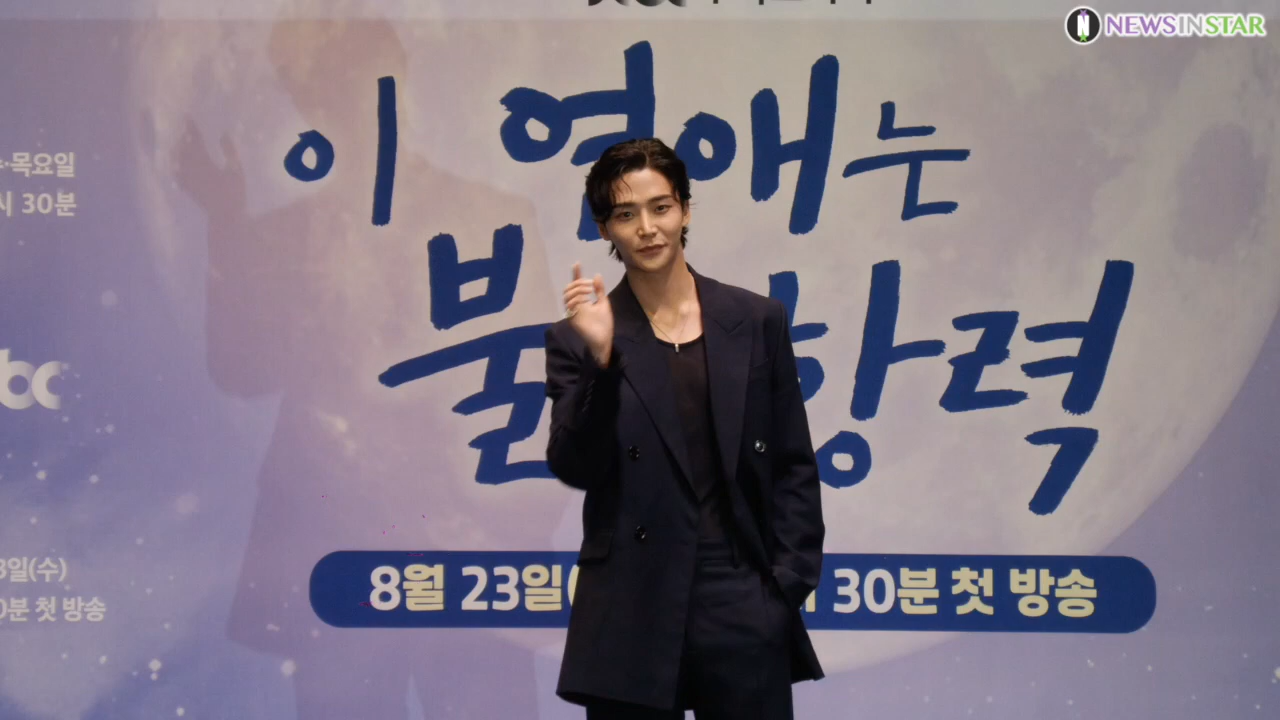 NEWSINSTAR
이 연애는
불 항력
8월 23일( 30분 첫 방송
·목요일
시 30분
bc
3일(수)
0분 첫 방송